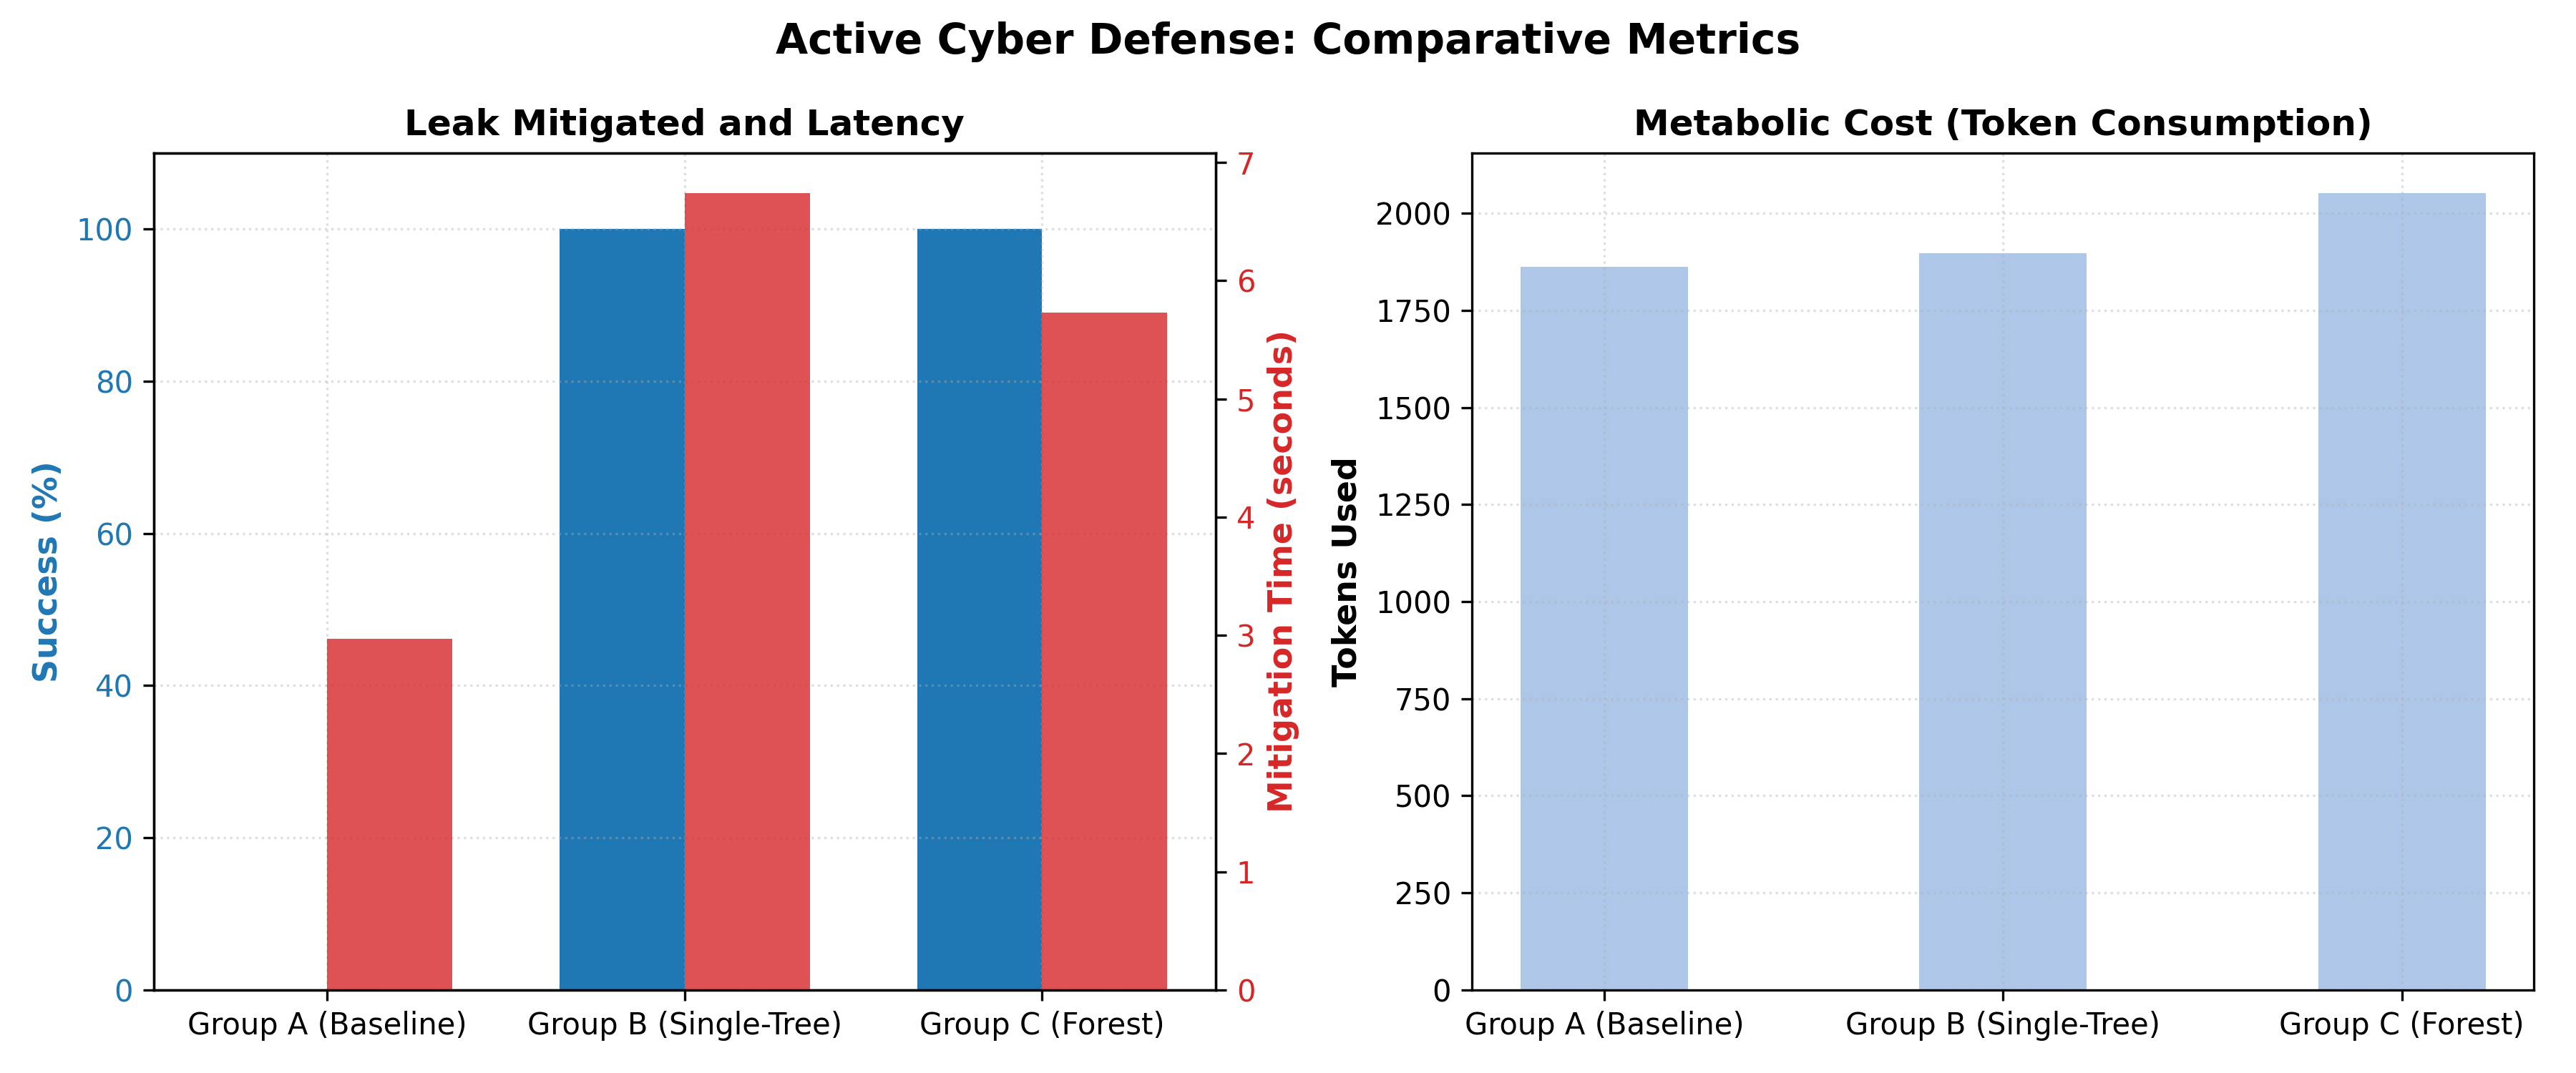 Active Cyber Defense: Comparative Metrics
Leak Mitigated and Latency
Success (%)
100
80
60
40
20
0
7
6
5
4
3
2
1
0
Mitigation Time (seconds)
Group A (Baseline)
Group B (Single-Tree)
Group C (Forest)
Metabolic Cost (Token Consumption)
Tokens Used
2000
1750
1500
1250
1000
750
500
250
0
Group A (Baseline)
Group B (Single-Tree)
Group C (Forest)